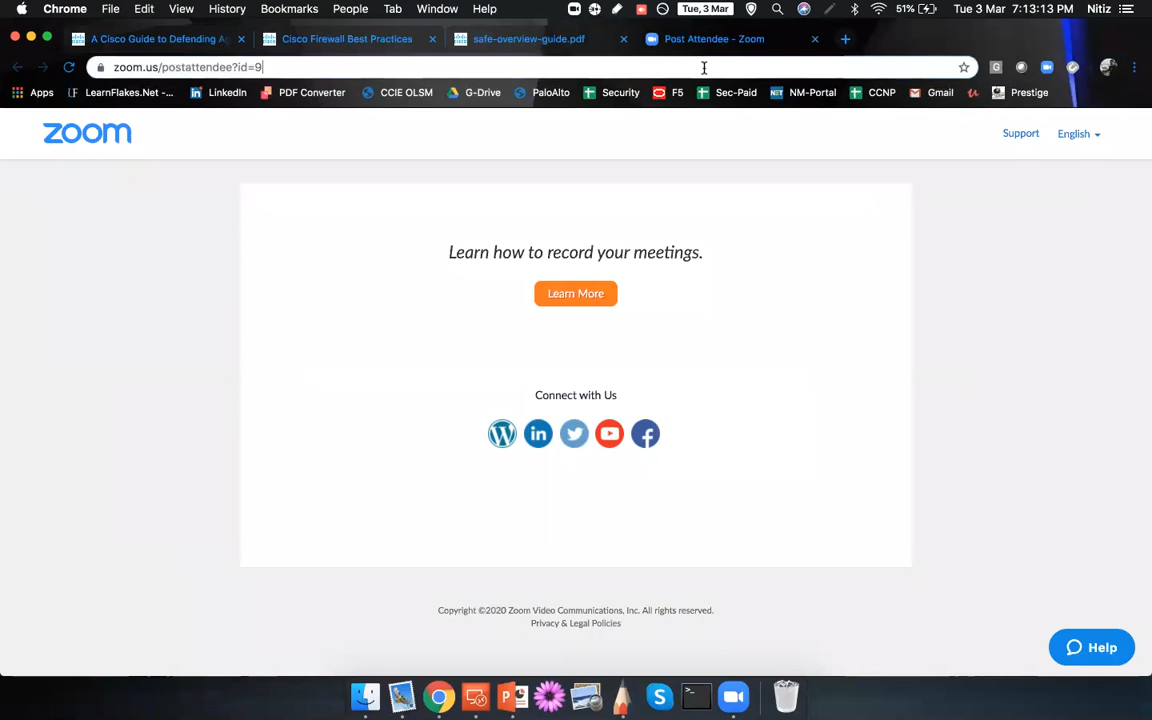 Chrome File Edit View History Bookmarks People Tab Window Help Tue, 3 Mar 51% Tue 3 Mar 7:13:13 PM Nitiz
A Cisco Guide to Defending A Cisco Firewall Best Practices safe-overview-guide.pdf Post Attendee - Zoom
zoom.us/postattendee?id=9
Apps LearnFlakes.Net -... LinkedIn PDF Converter CCIE OLSM G-Drive PaloAlto Security F5 Sec-Paid NM-Portal CCNP Gmail Prestige
zoom Support English
Learn how to record your meetings.
Learn More
Connect with Us
Copyright ©2020 Zoom Video Communications, Inc. All rights reserved.
Privacy & Legal Policies
Help